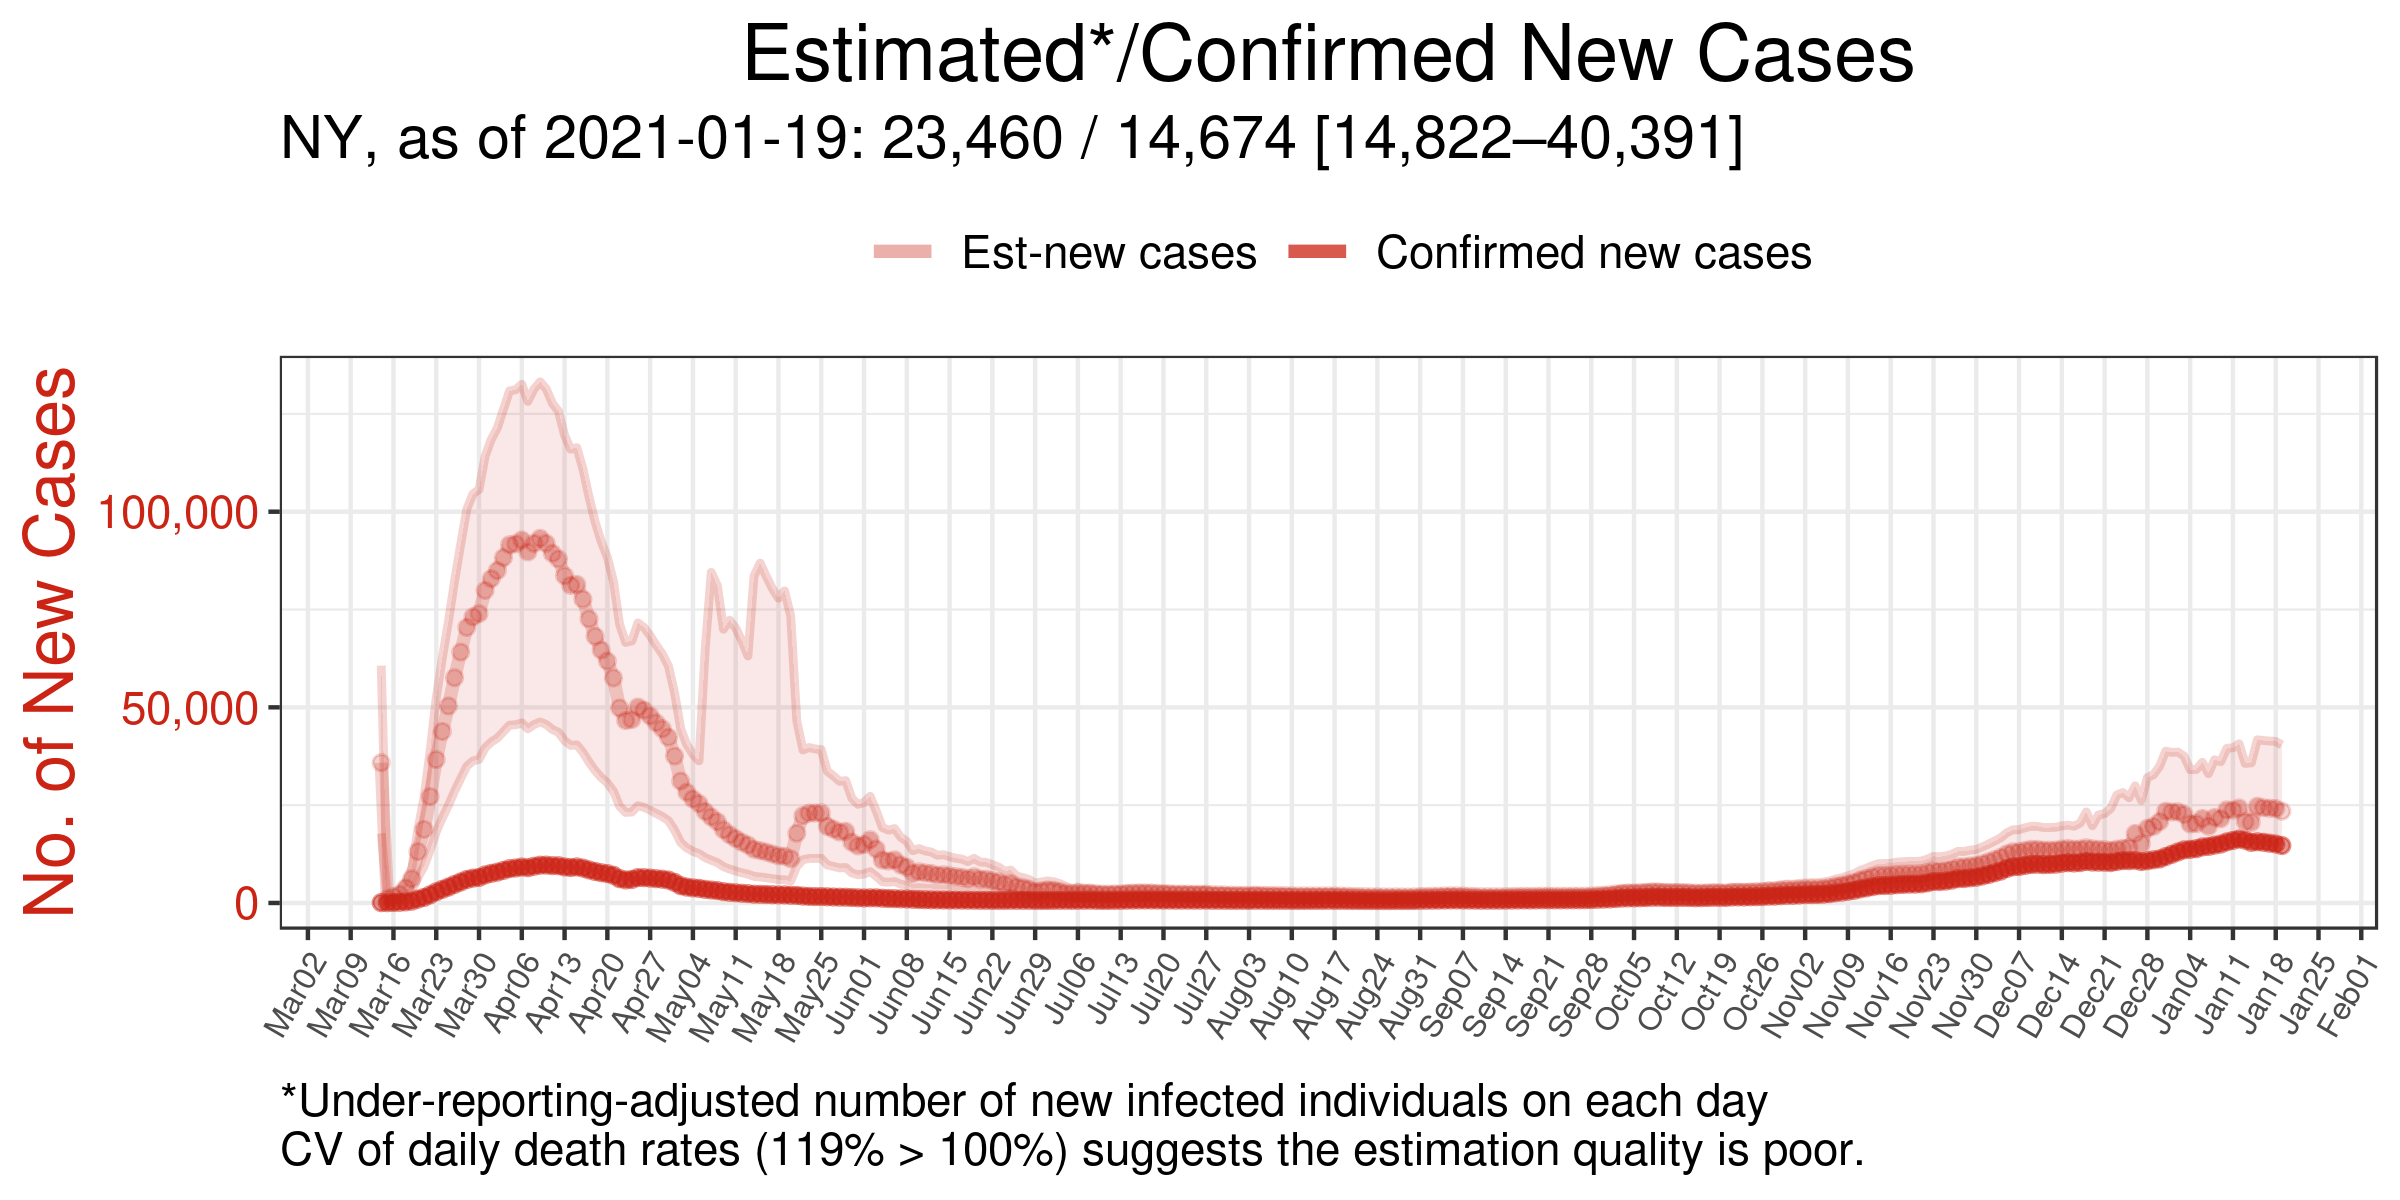 Estimated*/Confirmed New Cases
NY, as of 2021-01-19: 23,460 / 14,674 [14,822–40,391]
Est-new cases
Confirmed new cases
No. of New Cases
100,000
50,000
0
Mar02
Mar09
Mar16
Mar23
Mar30
Apr06
Apr13
Apr20
Apr27
May04
May11
May18
May25
Jun01
Jun08
Jun15
Jun22
Jun29
Jul06
Jul13
Jul20
Jul27
Aug03
Aug10
Aug17
Aug24
Aug31
Sep07
Sep14
Sep21
Sep28
Oct05
Oct12
Oct19
Oct26
Nov02
Nov09
Nov16
Nov23
Nov30
Dec07
Dec14
Dec21
Dec28
Jan04
Jan11
Jan18
Jan25
Feb01
*Under-reporting-adjusted number of new infected individuals on each day
CV of daily death rates (119% > 100%) suggests the estimation quality is poor.